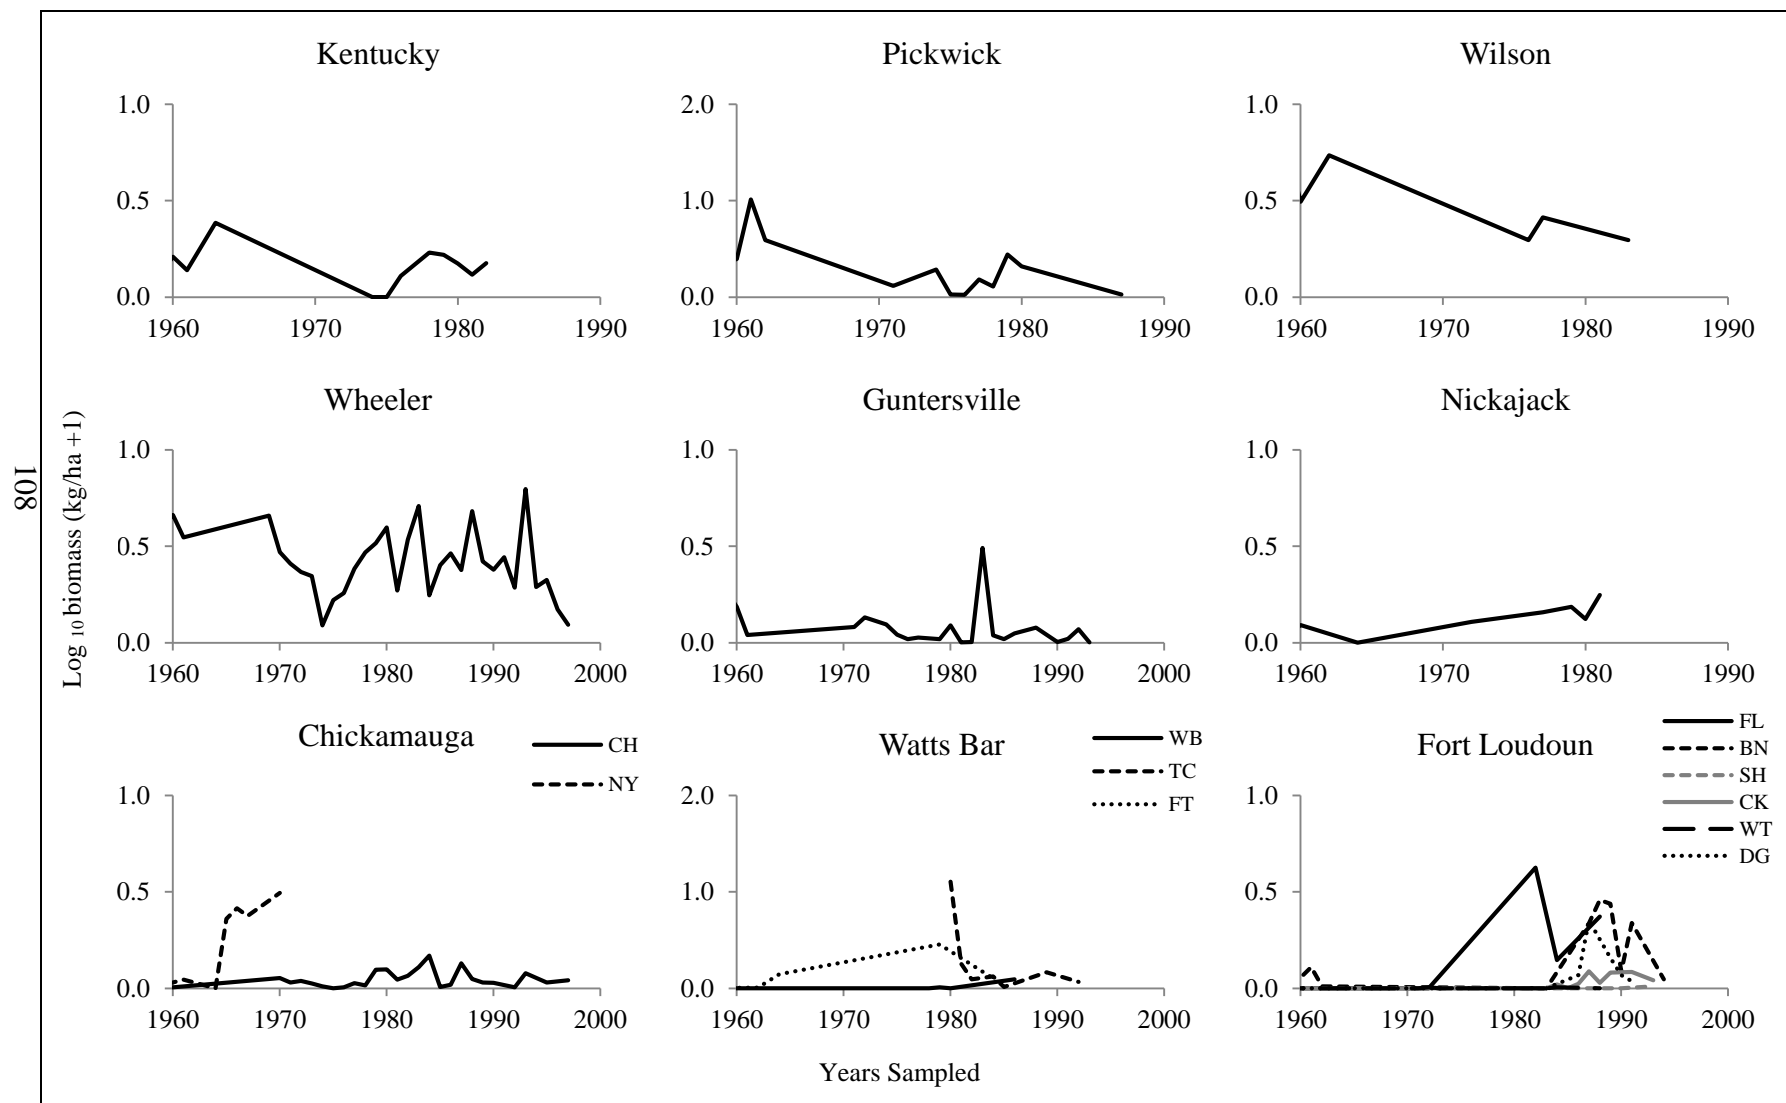 Kentucky
Pickwick
Wilson
1.0
0.5
0.0
1960 1970 1980 1990
2.0
1.0
0.0
1960 1970 1980 1990
1.0
0.5
0.0
1960 1970 1980 1990
Wheeler
Guntersville
Nickajack
1.0
0.5
0.0
1960 1970 1980 1990 2000
1.0
0.5
0.0
1960 1970 1980 1990 2000
1.0
0.5
0.0
1960 1970 1980 1990
Log 10 biomass (kg/ha +1)
108
Chickamauga
CH
NY
1.0
0.5
0.0
1960 1970 1980 1990 2000
Watts Bar
WB
TC
FT
2.0
1.0
0.0
1960 1970 1980 1990 2000
Fort Loudoun
FL
BN
SH
CK
WT
DG
1.0
0.5
0.0
1960 1970 1980 1990 2000
Years Sampled